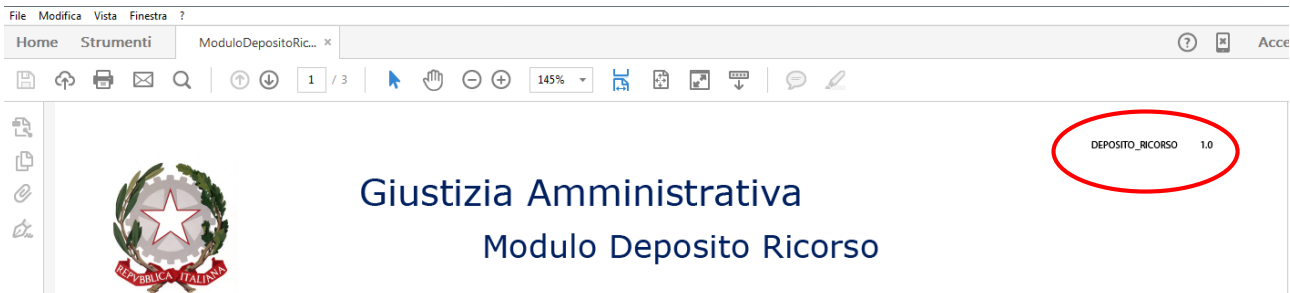 File Modifica Vista Finestra ?
Home Strumenti ModuloDepositoRic... × ? Acce
1 / 3 145%
DEPOSITO_RICORSO 1.0
Giustizia Amministrativa
Modulo Deposito Ricorso
REPVBBLICA ITALIANA